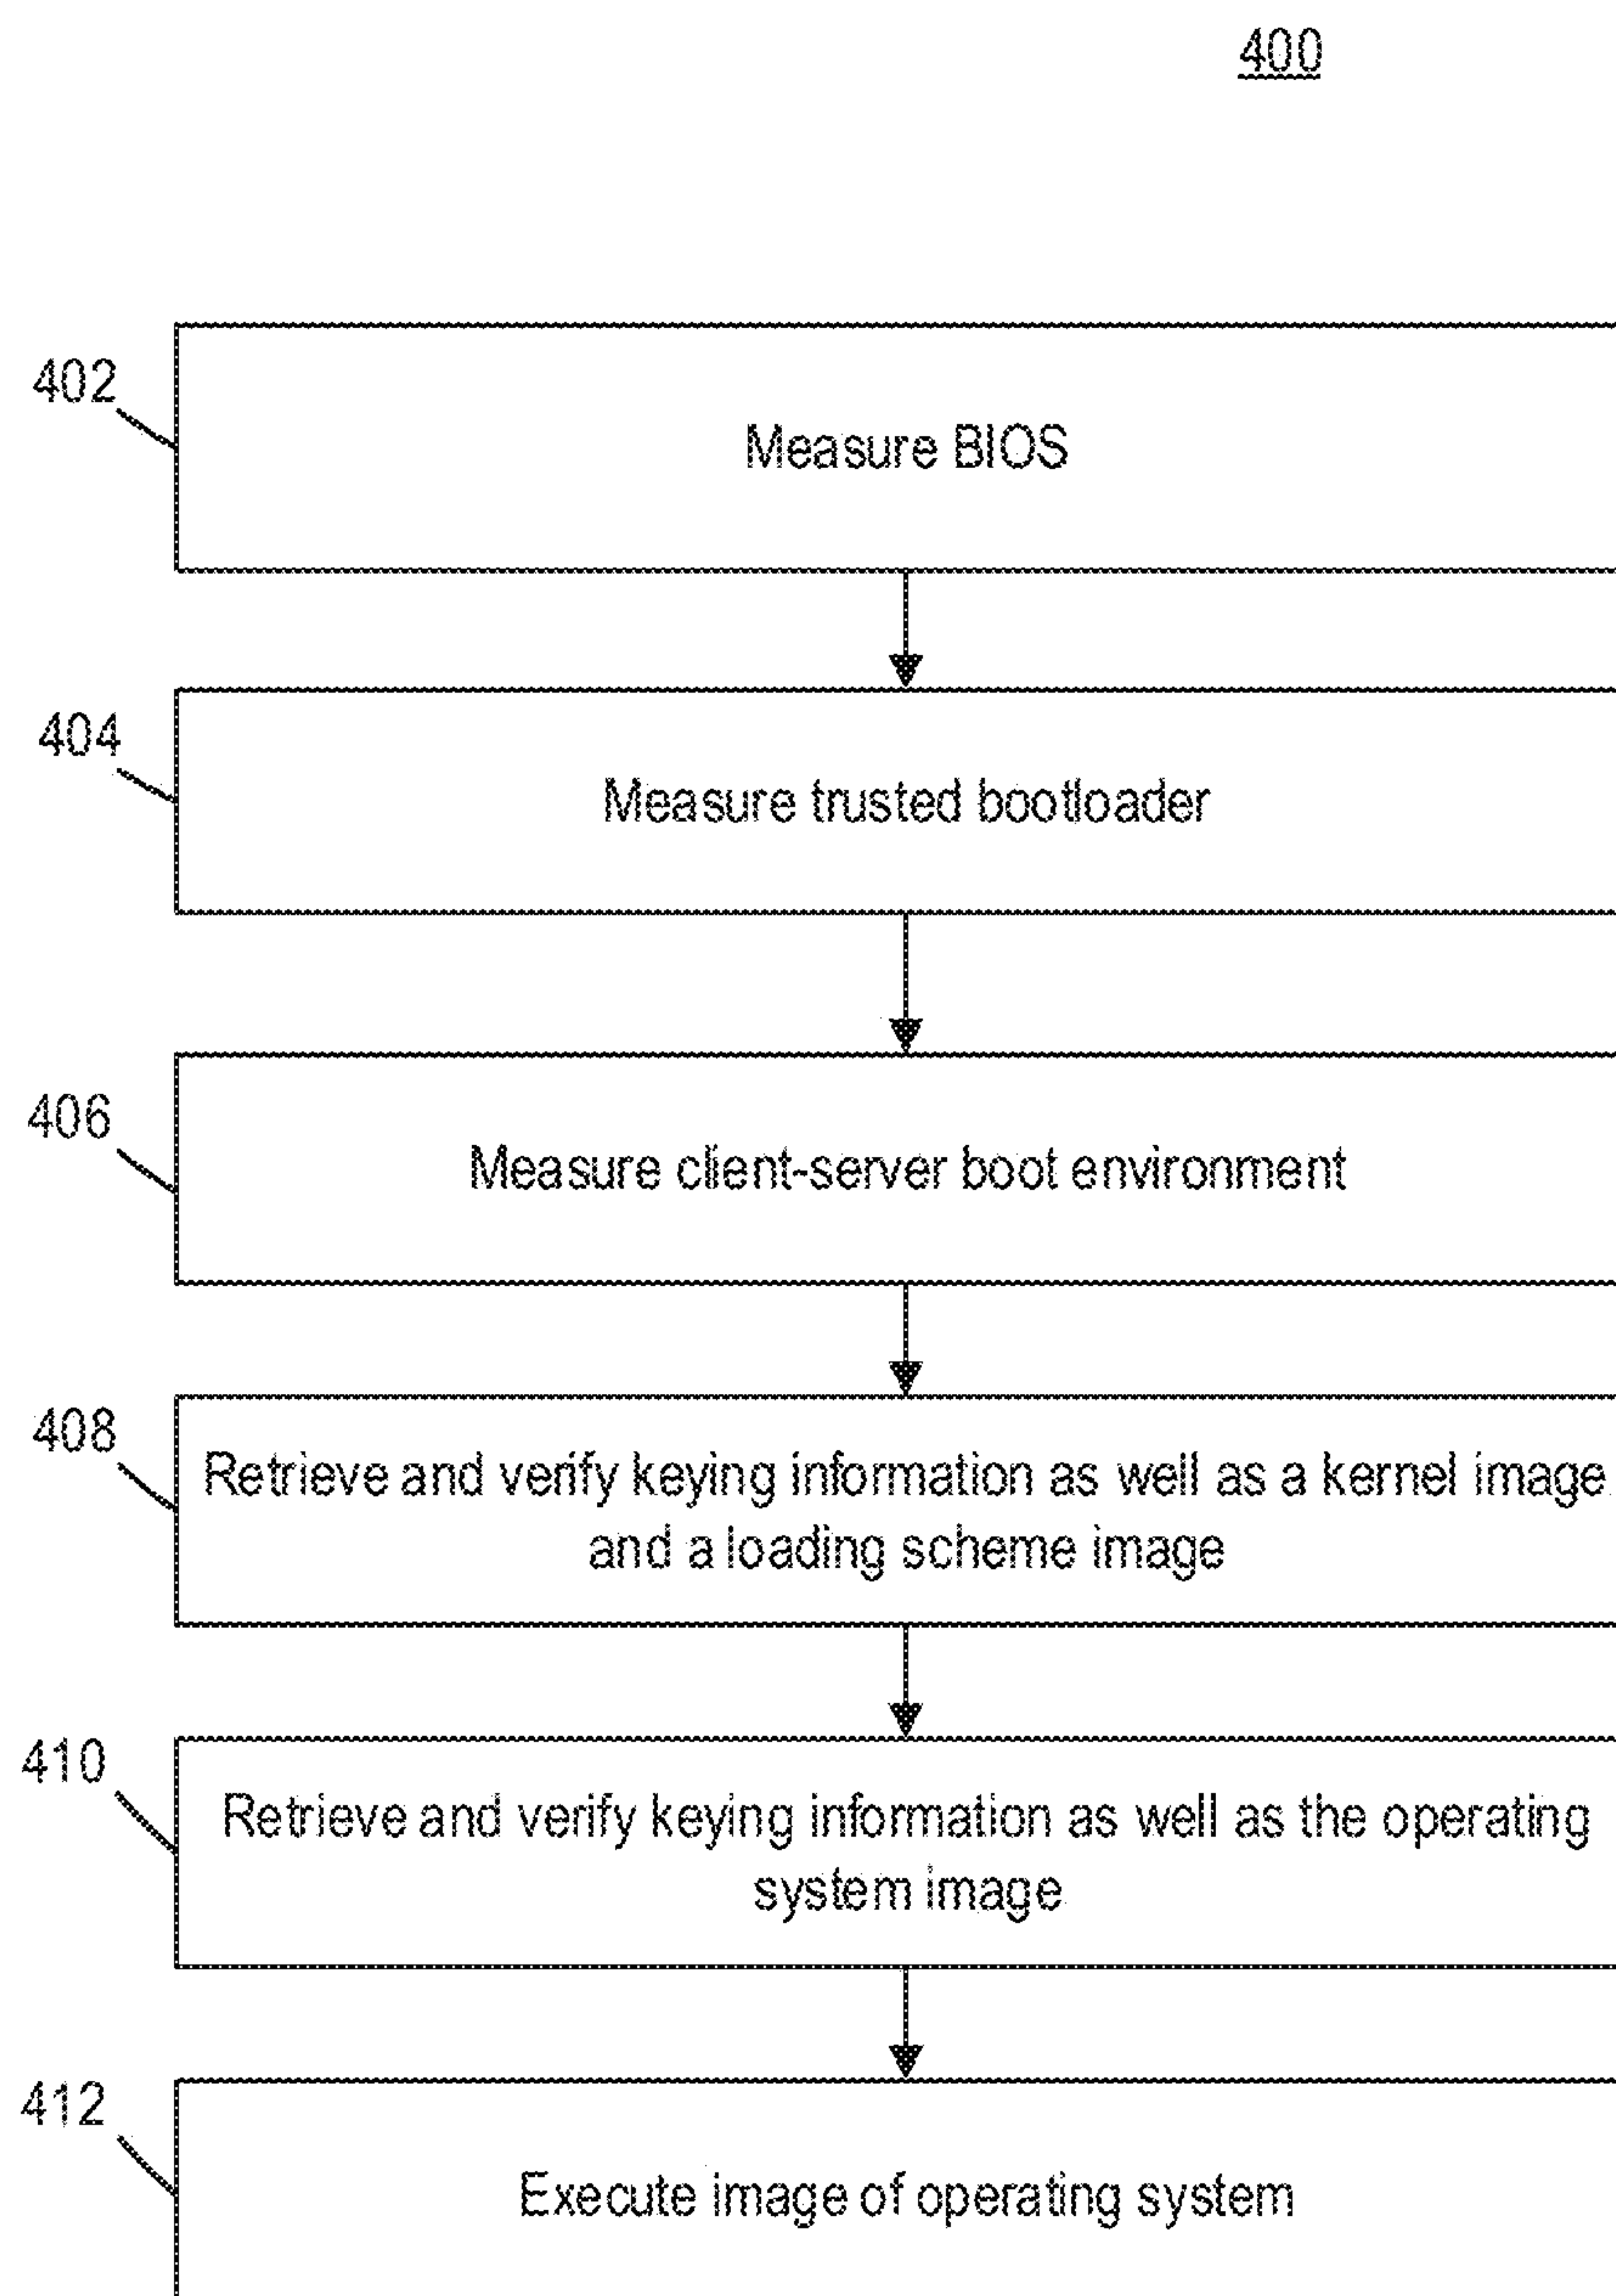 400
402
Measure BIOS
404
Measure trusted bootloader
406
Measure client-server boot environment
408
Retrieve and verify keying information as well as a kernel image
and a loading scheme image
410
Retrieve and verify keying information as well as the operating
system image
412
Execute image of operating system